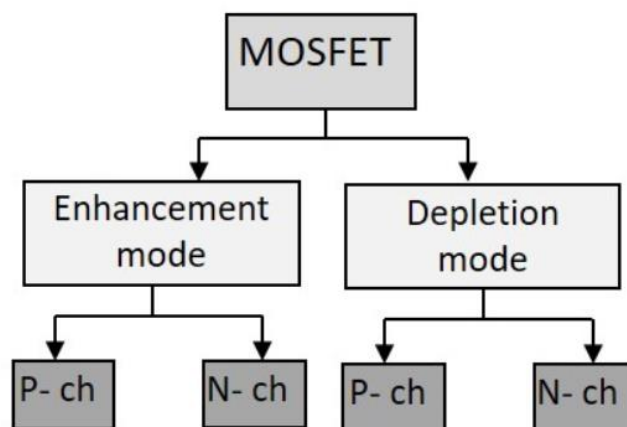 MOSFET
Enhancement
mode
Depletion
mode
P- ch
N- ch
P- ch
N- ch